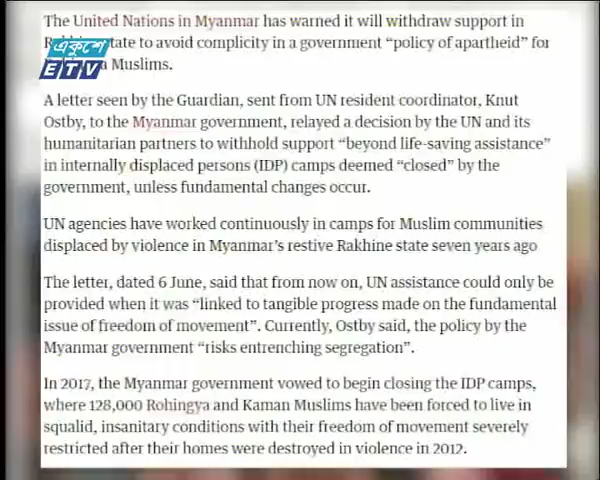 The United Nations in Myanmar has warned it will withdraw support in
state to avoid complicity in a government “policy of apartheid” for
Muslims.
একুশে
ETV
A letter seen by the Guardian, sent from UN resident coordinator, Knut
Ostby, to the Myanmar government, relayed a decision by the UN and its
humanitarian partners to withhold support “beyond life-saving assistance”
in internally displaced persons (IDP) camps deemed “closed” by the
government, unless fundamental changes occur.
UN agencies have worked continuously in camps for Muslim communities
displaced by violence in Myanmar’s restive Rakhine state seven years ago
The letter, dated 6 June, said that from now on, UN assistance could only be
provided when it was “linked to tangible progress made on the fundamental
issue of freedom of movement”. Currently, Ostby said, the policy by the
Myanmar government “risks entrenching segregation”.
In 2017, the Myanmar government vowed to begin closing the IDP camps,
where 128,000 Rohingya and Kaman Muslims have been forced to live in
squalid, insanitary conditions with their freedom of movement severely
restricted after their homes were destroyed in violence in 2012.